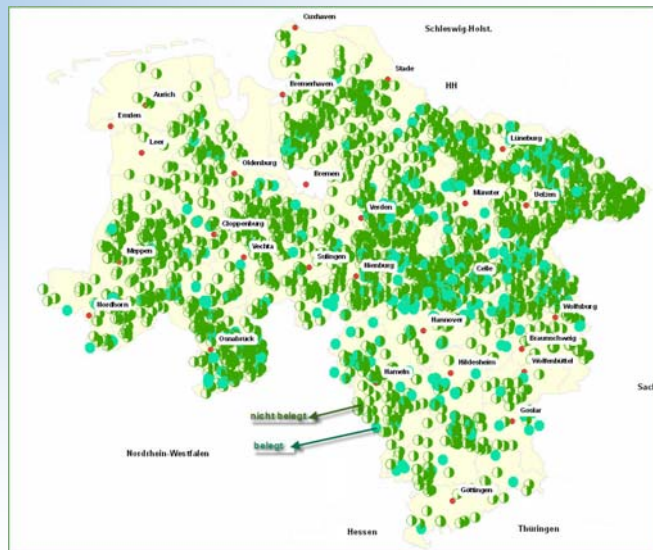 Cuxhaven
Schleswig-Holst.
Stade
HH
Bremerhaven
Aurich
Emden
Leer
Lüneburg
Oldenburg
Bremen
Münster
Uelzen
Verden
Cloppenburg
Meppen
Vechta
Sulingen
Nienburg
Celle
Nordhorn
Wolfsburg
Hannover
Osnabrück
Braunschweig
Hildesheim
Wolfenbüttel
Hameln
Sac
nicht belegt
Goslar
belegt
Nordrhein-Westfalen
Göttingen
Hessen
Thüringen